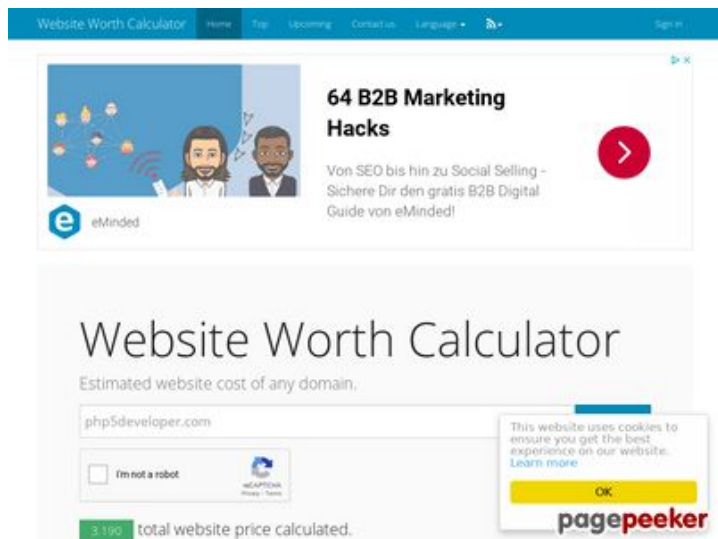 Website Worth Calculator Home Top Upcoming Contact us Language Sign in
64 B2B Marketing
Hacks
Von SEO bis hin zu Social Selling -
Sichere Dir den gratis B2B Digital
Guide von eMinded!
e eMinded
Website Worth Calculator
Estimated website cost of any domain.
php5developer.com
I'm not a robot
reCAPTCHA
Privacy - Terms
This website uses cookies to
ensure you get the best
experience on our website.
Learn more
OK
3.190 total website price calculated.
pagepeeker